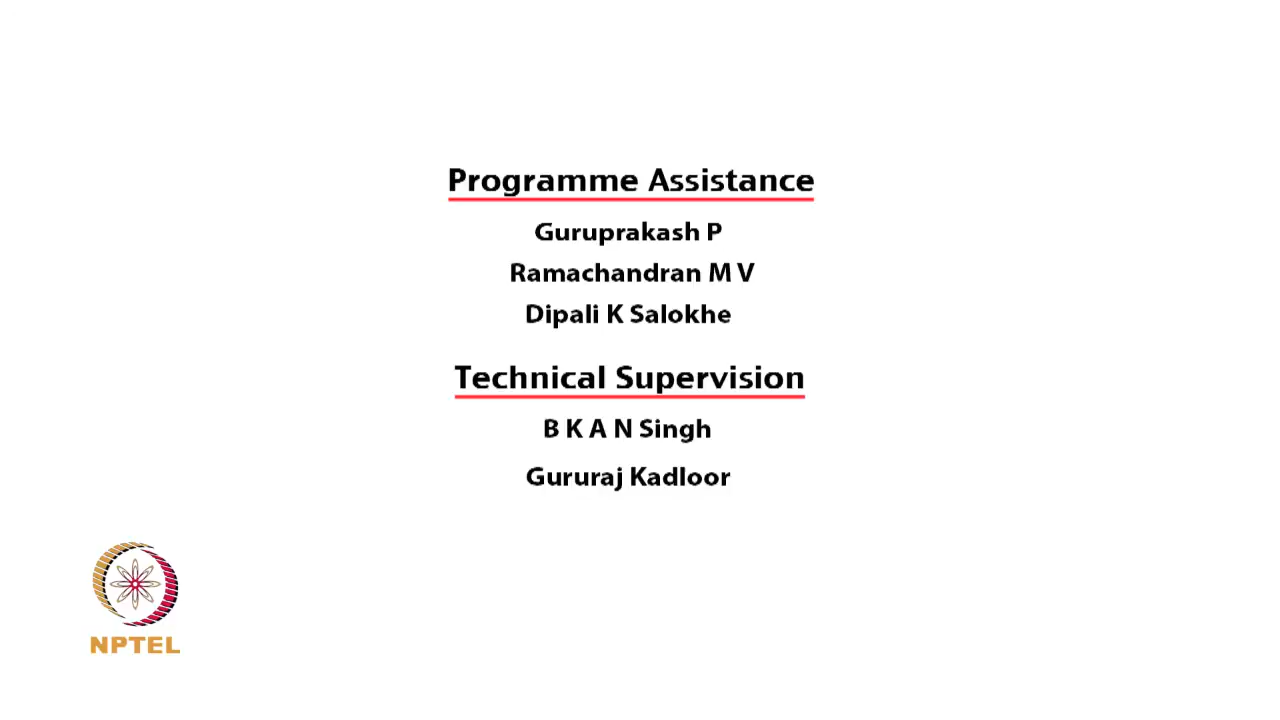 Programme Assistance
Guruprakash P
Ramachandran M V
Dipali K Salokhe
Technical Supervision
B K A N Singh
Gururaj Kadloor
NPTEL